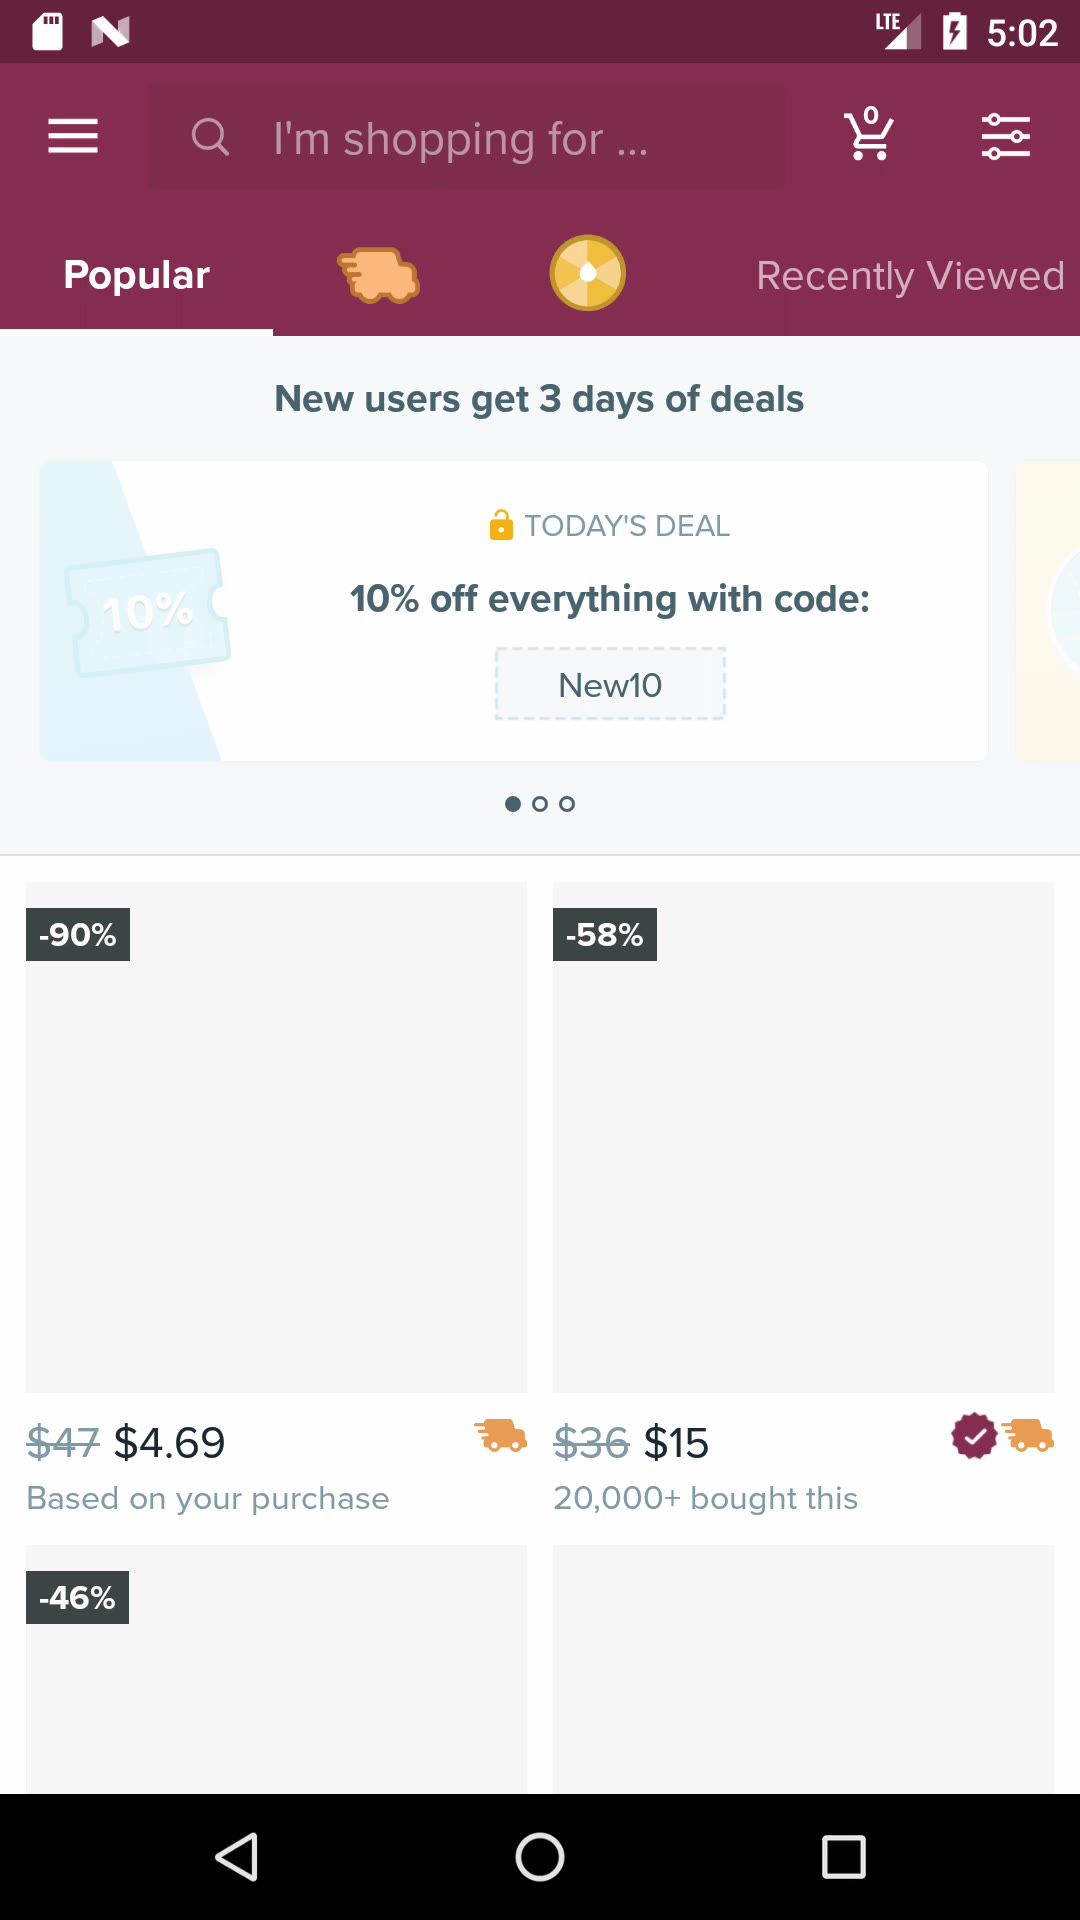 LTE 5:02
I'm shopping for ...
0
Popular
Recently Viewed
New users get 3 days of deals
TODAY'S DEAL
10%
10% off everything with code:
New10
-90%
-58%
$47 $4.69
$36 $15
Based on your purchase
20,000+ bought this
-46%